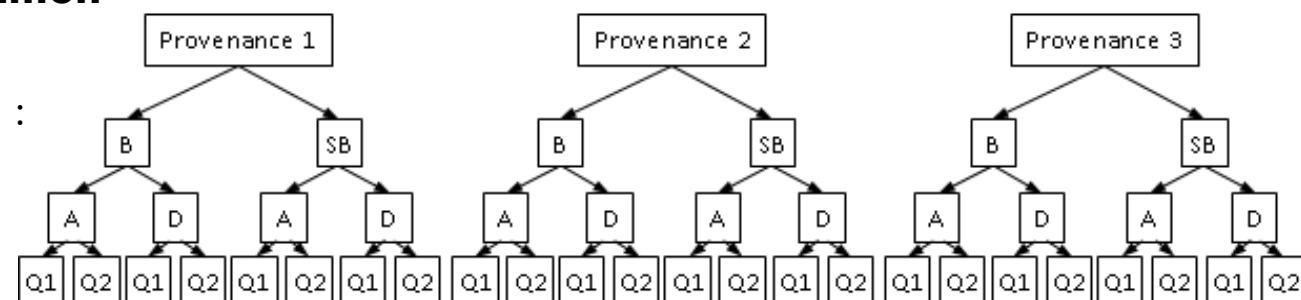 :
Provenance 1 Provenance 2 Provenance 3
B SB B SB B SB
A D A D A D A D A D A D
Q1 Q2 Q1 Q2 Q1 Q2 Q1 Q2 Q1 Q2 Q1 Q2 Q1 Q2 Q1 Q2 Q1 Q2 Q1 Q2 Q1 Q2 Q1 Q2